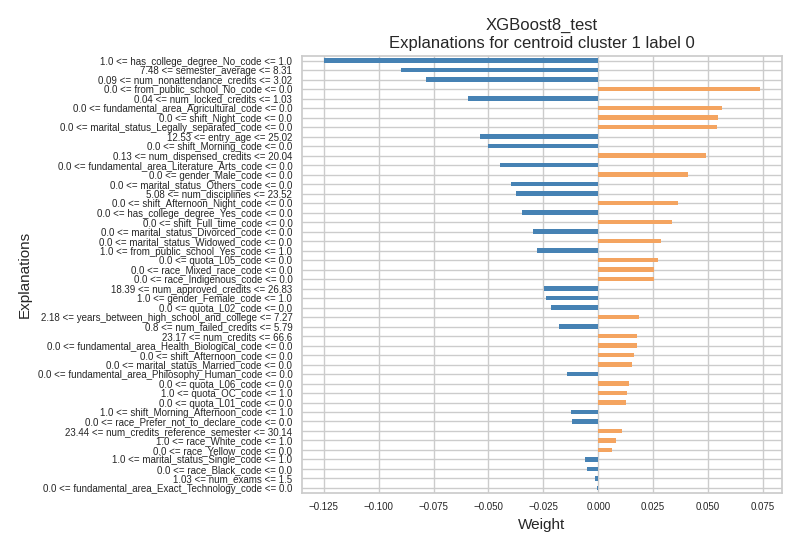 XGBoost8_test
Explanations for centroid cluster 1 label 0
1.0 <= has_college_degree_No_code <= 1.0
7.48 <= semester_average <= 8.31
0.09 <= num_nonattendance_credits <= 3.02
0.0 <= from_public_school_No_code <= 0.0
0.04 <= num_locked_credits <= 1.03
0.0 <= fundamental_area_Agricultural_code <= 0.0
0.0 <= shift_Night_code <= 0.0
0.0 <= marital_status_Legally_separated_code <= 0.0
12.53 <= entry_age <= 25.02
0.0 <= shift_Morning_code <= 0.0
0.13 <= num_dispensed_credits <= 20.04
0.0 <= fundamental_area_Literature_Arts_code <= 0.0
0.0 <= gender_Male_code <= 0.0
0.0 <= marital_status_Others_code <= 0.0
5.08 <= num_disciplines <= 23.52
0.0 <= shift_Afternoon_Night_code <= 0.0
0.0 <= has_college_degree_Yes_code <= 0.0
0.0 <= shift_Full_time_code <= 0.0
0.0 <= marital_status_Divorced_code <= 0.0
0.0 <= marital_status_Widowed_code <= 0.0
1.0 <= from_public_school_Yes_code <= 1.0
0.0 <= quota_L05_code <= 0.0
0.0 <= race_Mixed_race_code <= 0.0
0.0 <= race_Indigenous_code <= 0.0
18.39 <= num_approved_credits <= 26.83
1.0 <= gender_Female_code <= 1.0
0.0 <= quota_L02_code <= 0.0
2.18 <= years_between_high_school_and_college <= 7.27
0.8 <= num_failed_credits <= 5.79
23.17 <= num_credits <= 66.6
0.0 <= fundamental_area_Health_Biological_code <= 0.0
0.0 <= shift_Afternoon_code <= 0.0
0.0 <= marital_status_Married_code <= 0.0
0.0 <= fundamental_area_Philosophy_Human_code <= 0.0
0.0 <= quota_L06_code <= 0.0
1.0 <= quota_OC_code <= 1.0
0.0 <= quota_L01_code <= 0.0
1.0 <= shift_Morning_Afternoon_code <= 1.0
0.0 <= race_Prefer_not_to_declare_code <= 0.0
23.44 <= num_credits_reference_semester <= 30.14
1.0 <= race_White_code <= 1.0
0.0 <= race_Yellow_code <= 0.0
1.0 <= marital_status_Single_code <= 1.0
0.0 <= race_Black_code <= 0.0
1.03 <= num_exams <= 1.5
0.0 <= fundamental_area_Exact_Technology_code <= 0.0
Explanations
−0.125 −0.100 −0.075 −0.050 −0.025 0.000 0.025 0.050 0.075
Weight